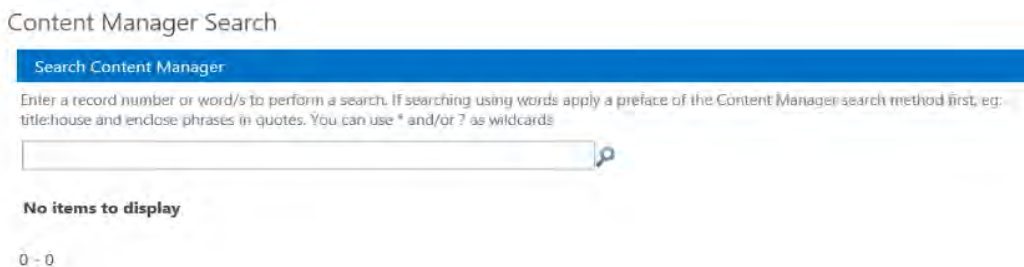 Content Manager Search
Search Content Manager
Enter a record number or word/s to perform a search. If searching using words apply a preface of the Content Manager search method first, eg:
title:house and enclose phrases in quotes. You can use * and/or ? as wildcards
No items to display
0 - 0